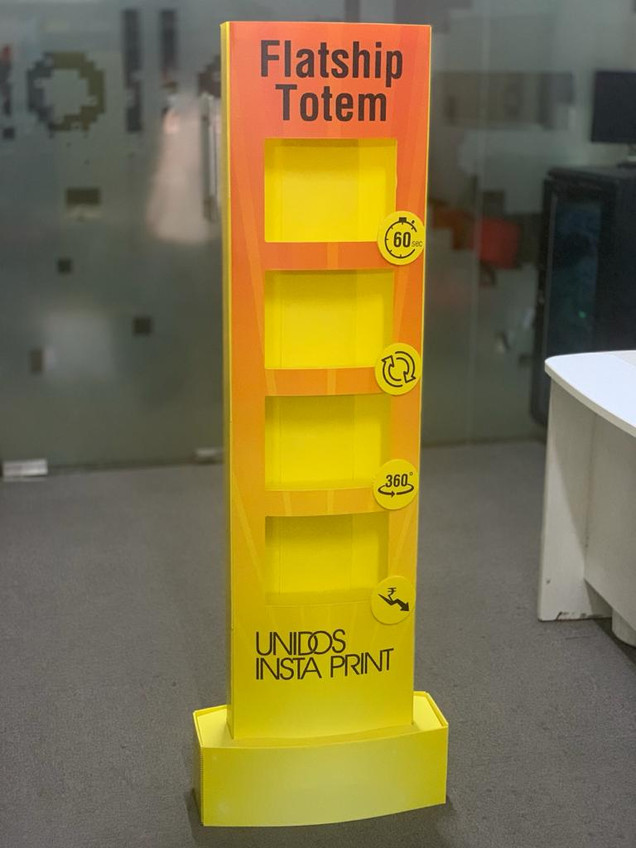 Flatship
Totem
60 sec
360°
₹
UNIDOS
INSTA PRINT